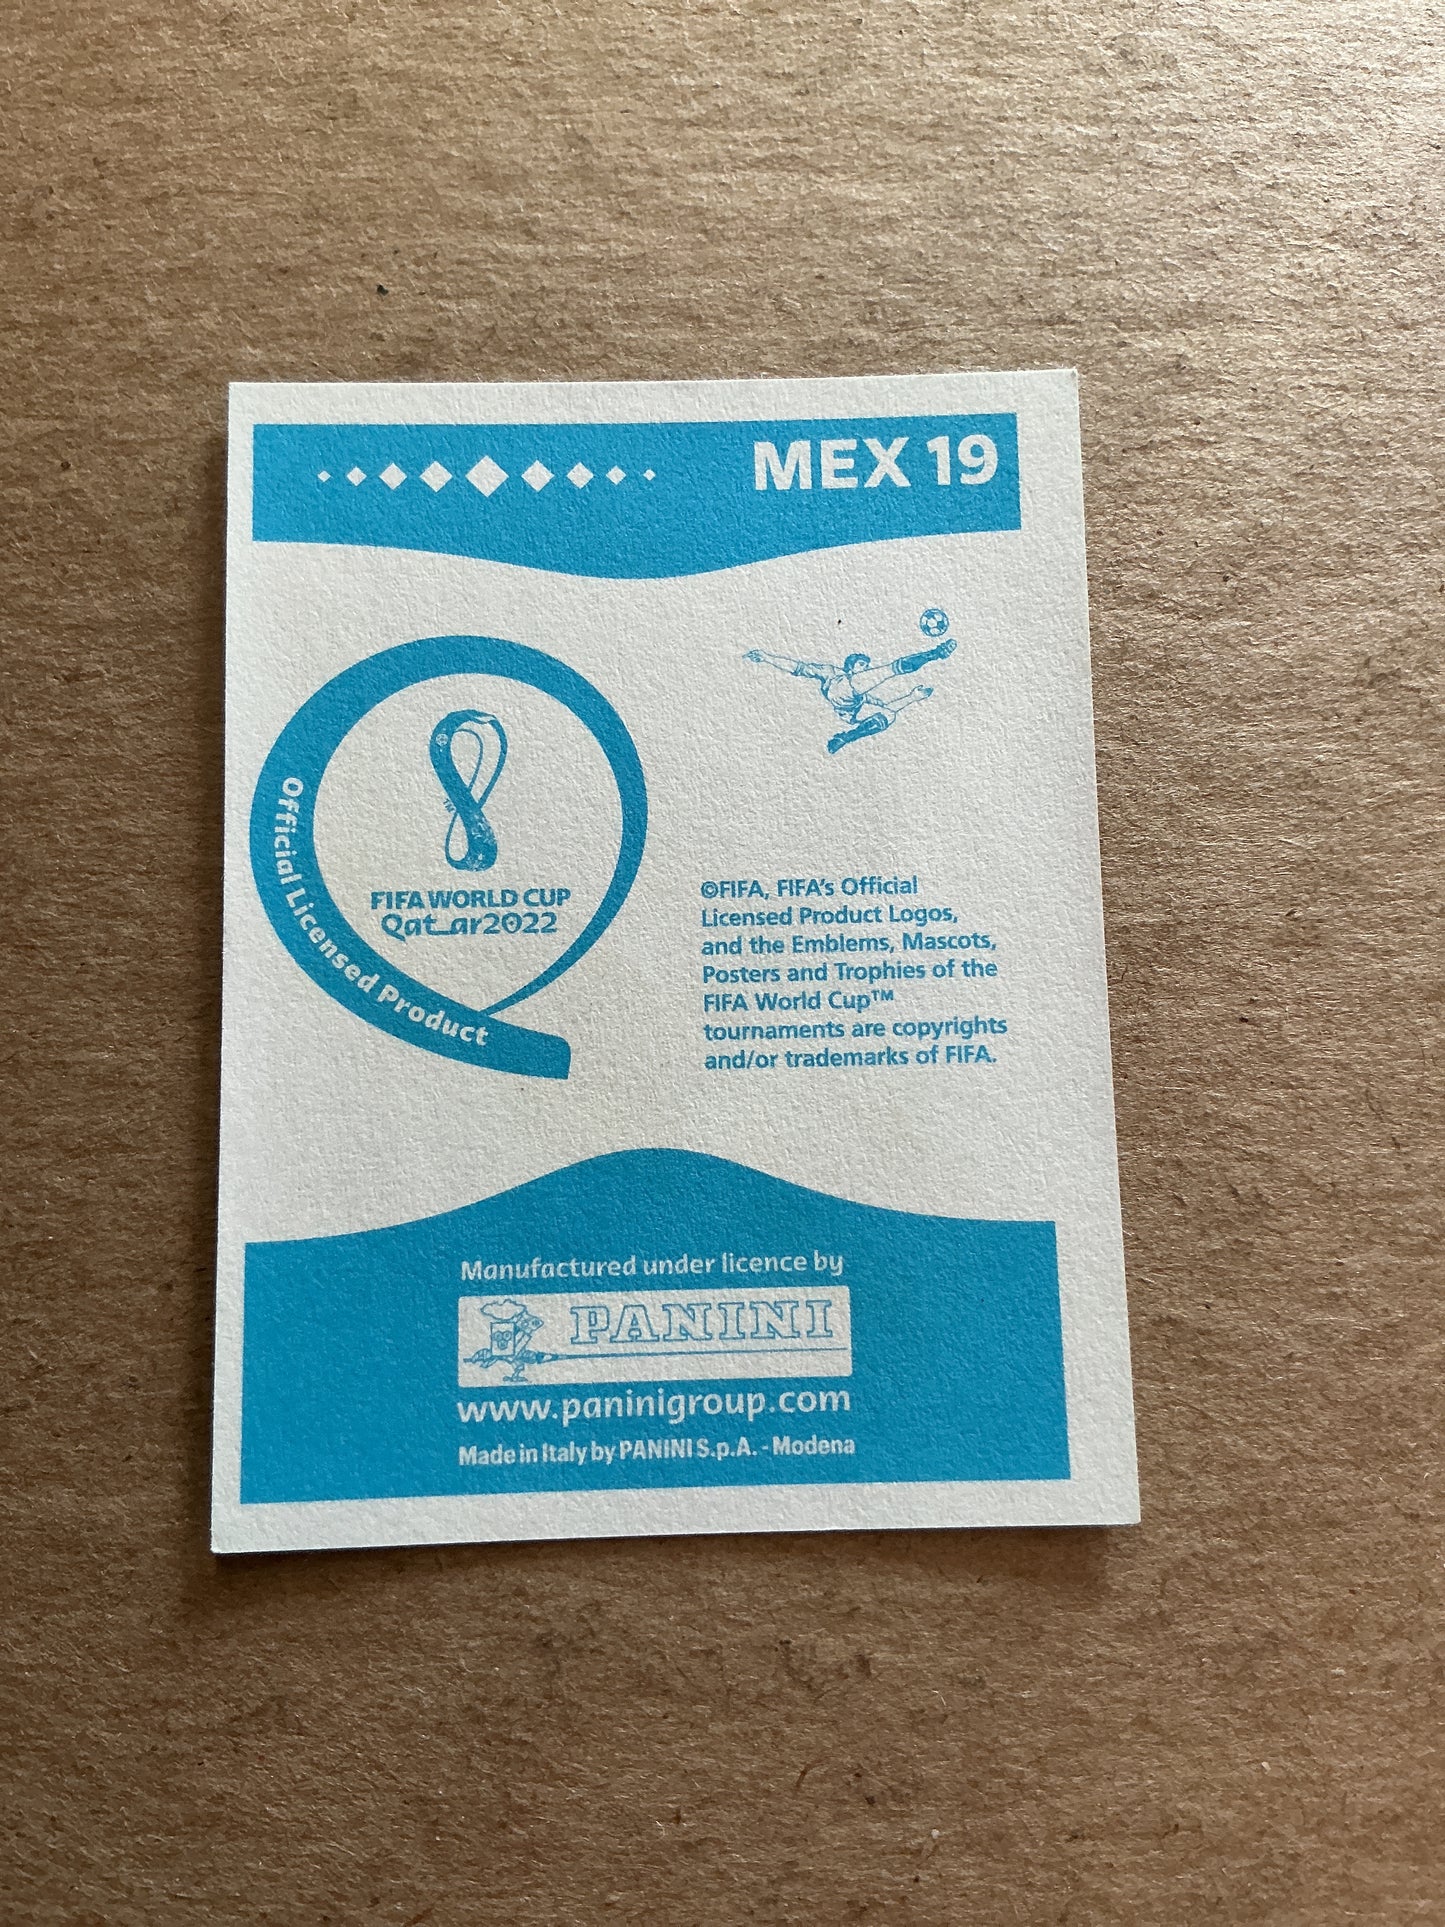 MEX 19
Official Licensed Product
TM
FIFA WORLD CUP
Qatar2022
©FIFA, FIFA's Official
Licensed Product Logos,
and the Emblems, Mascots,
Posters and Trophies of the
FIFA World Cup™
tournaments are copyrights
and/or trademarks of FIFA.
Manufactured under licence by
PANINI
www.paninigroup.com
Made in Italy by PANINI S.p.A. - Modena